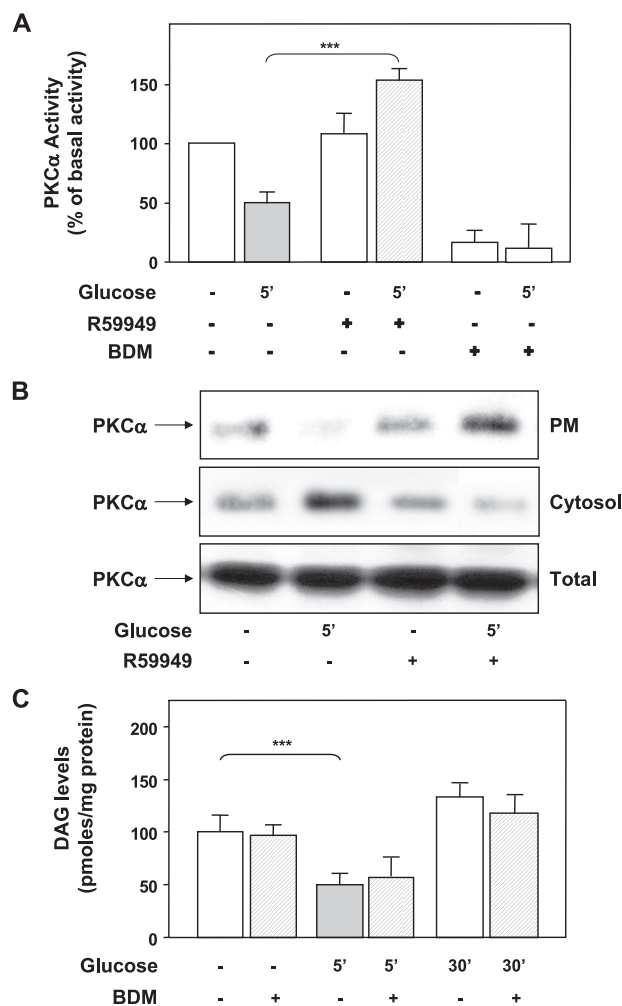 A
PKCα Activity
(% of basal activity)
150
100
50
0
***
Glucose - 5' - 5' - 5'
R59949 - - + + - -
BDM - - - - + +
B
PKCα PM
PKCα Cytosol
PKCα Total
Glucose - 5' - 5'
R59949 - - + +
C
DAG levels
(pmoles/mg protein)
200
150
100
50
0
***
Glucose - - 5' 5' 30' 30'
BDM - + - + - +